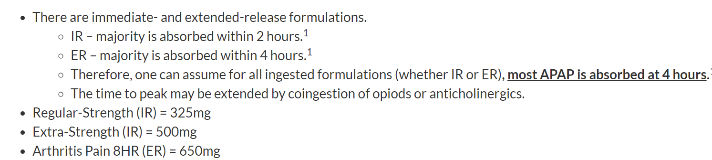 • There are immediate- and extended-release formulations.
◦ IR – majority is absorbed within 2 hours.¹
◦ ER – majority is absorbed within 4 hours.¹
◦ Therefore, one can assume for all ingested formulations (whether IR or ER), most APAP is absorbed at 4 hours.
◦ The time to peak may be extended by coingestion of opiods or anticholinergics.
• Regular-Strength (IR) = 325mg
• Extra-Strength (IR) = 500mg
• Arthritis Pain 8HR (ER) = 650mg